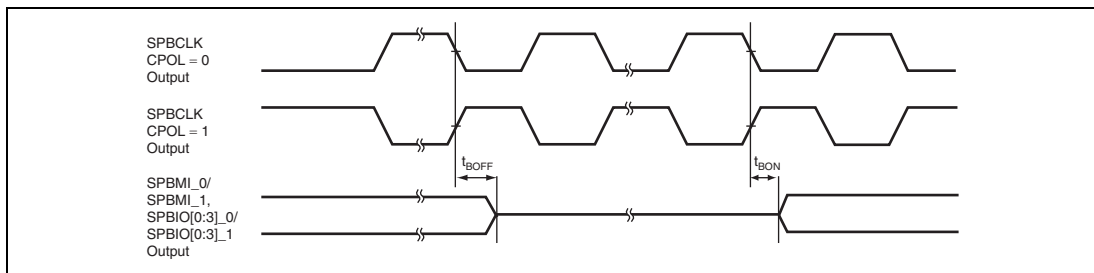 SPBCLK
CPOL = 0
Output
SPBCLK
CPOL = 1
Output
tBOFF
tBON
SPBMI_0/
SPBMI_1,
SPBIO[0:3]_0/
SPBIO[0:3]_1
Output